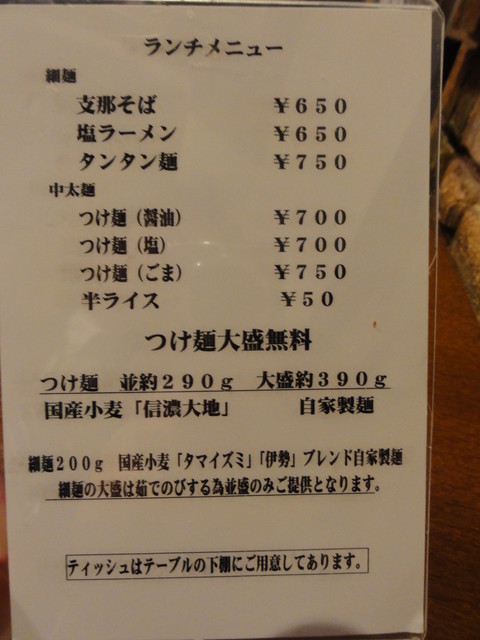 ランチメニュー
細麺
支那そば ￥６５０
塩ラーメン ￥６５０
タンタン麺 ￥７５０
中太麺
つけ麺（醤油） ￥７００
つけ麺（塩） ￥７００
つけ麺（ごま） ￥７５０
半ライス ￥５０
つけ麺大盛無料
つけ麺 並約２９０ｇ 大盛約３９０ｇ
国産小麦「信濃大地」 自家製麺
細麺２００ｇ 国産小麦「タマイズミ」「伊勢」ブレンド自家製麺
細麺の大盛は茹でのびする為並盛のみご提供となります。
ティッシュはテーブルの下棚にご用意してあります。